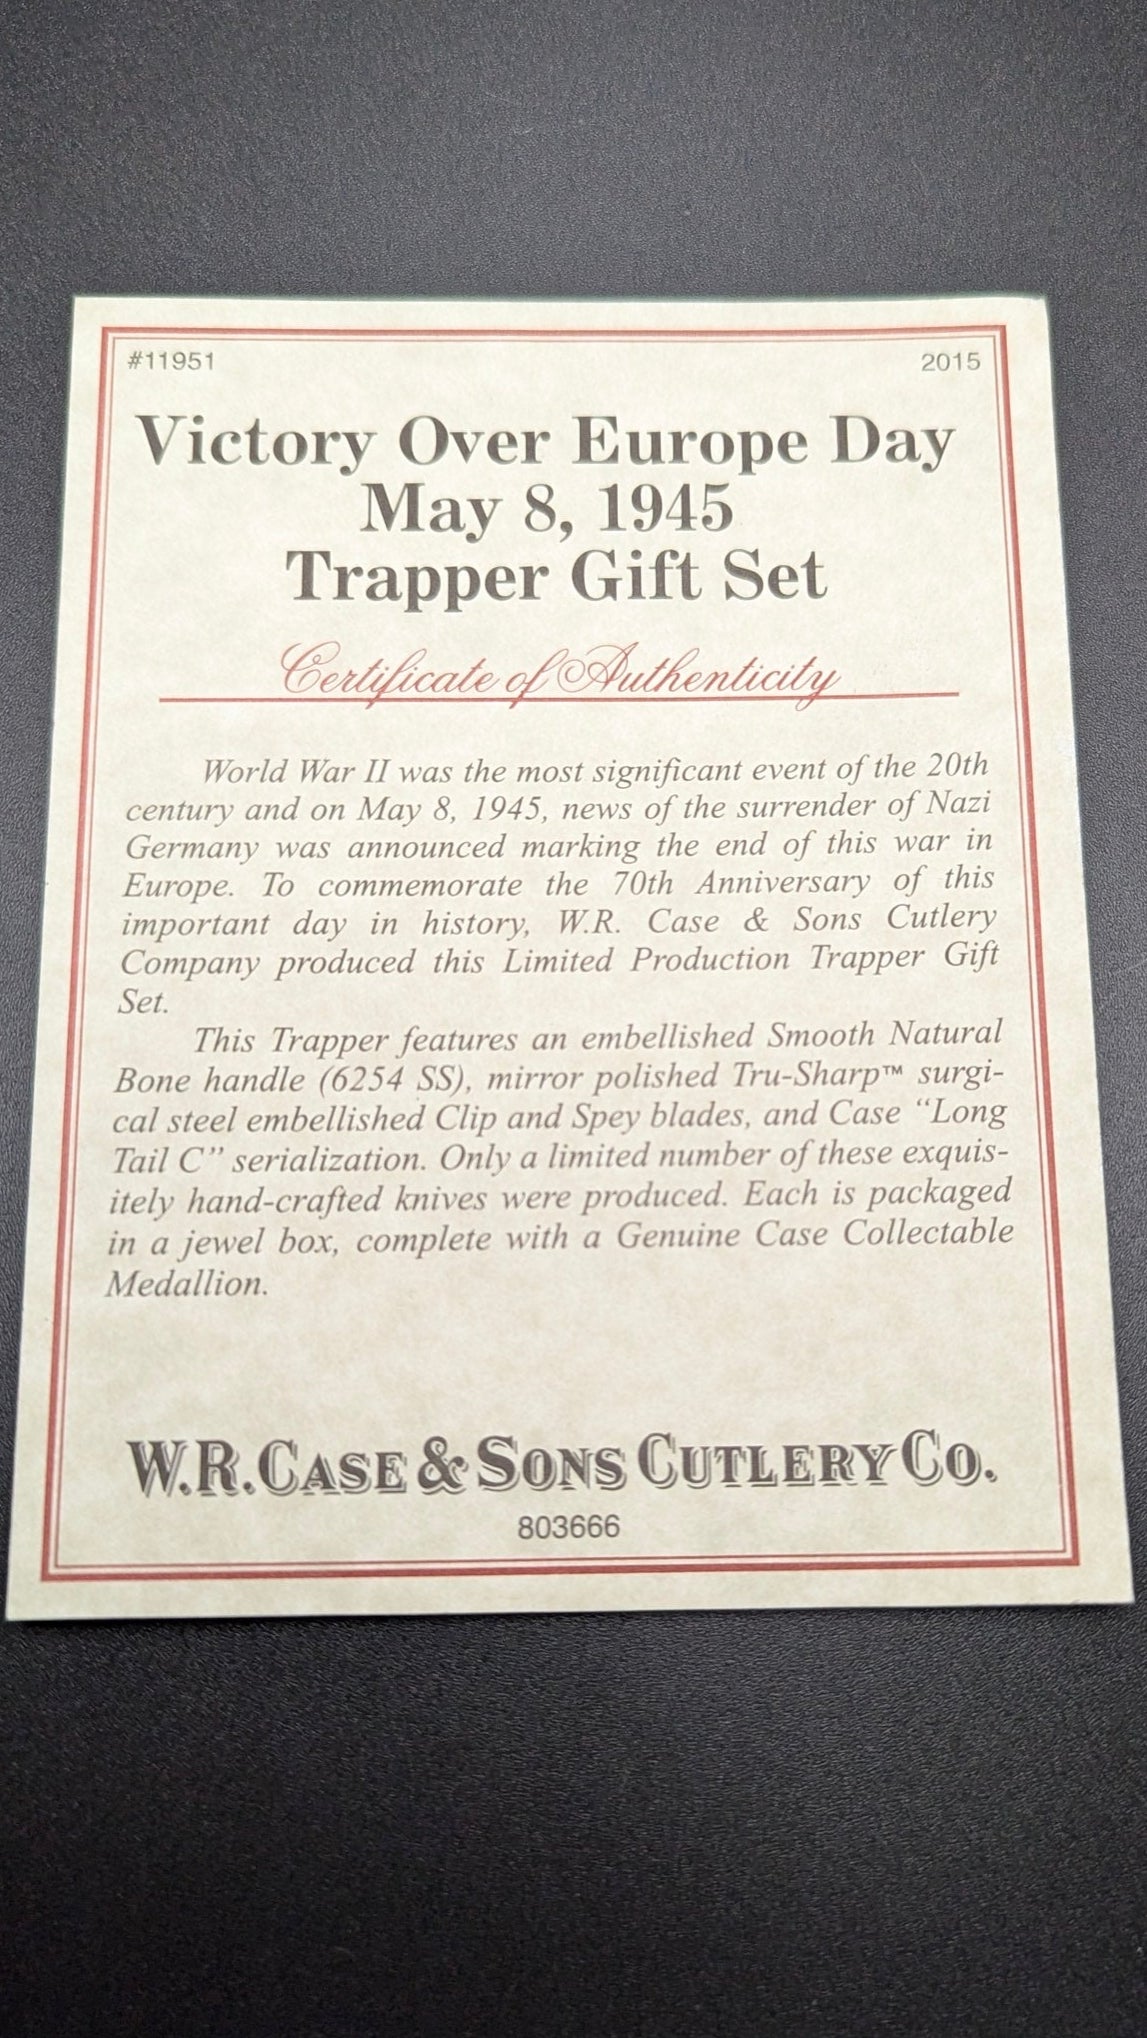 #11951 2015
Victory Over Europe Day
May 8, 1945
Trapper Gift Set
Certificate of Authenticity
World War II was the most significant event of the 20th
century and on May 8, 1945, news of the surrender of Nazi
Germany was announced marking the end of this war in
Europe. To commemorate the 70th Anniversary of this
important day in history, W.R. Case & Sons Cutlery
Company produced this Limited Production Trapper Gift
Set.
This Trapper features an embellished Smooth Natural
Bone handle (6254 SS), mirror polished Tru-Sharp™ surgi-
cal steel embellished Clip and Spey blades, and Case “Long
Tail C” serialization. Only a limited number of these exquis-
itely hand-crafted knives were produced. Each is packaged
in a jewel box, complete with a Genuine Case Collectable
Medallion.
W.R. CASE & SONS CUTLERY CO.
803666